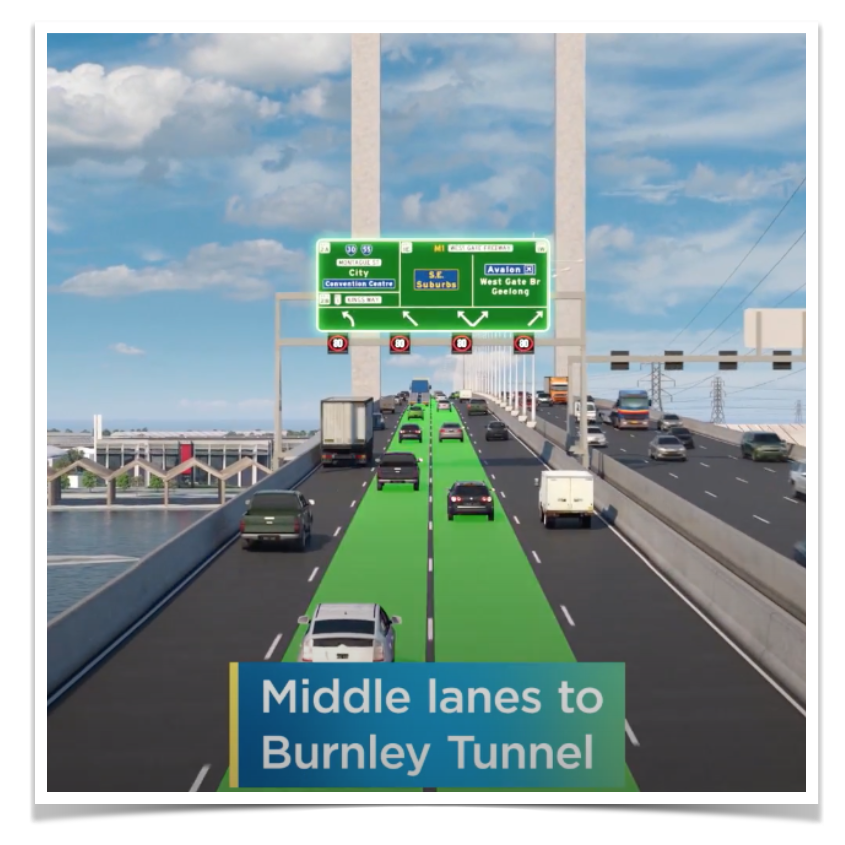 30 55
MONTAGUE ST
City
Convention Centre
KINGS WAY
S.E.
Suburbs
M1 WEST GATE FREEWAY
Avalon
West Gate Br
Geelong
80 80 80 80
Middle lanes to
Burnley Tunnel